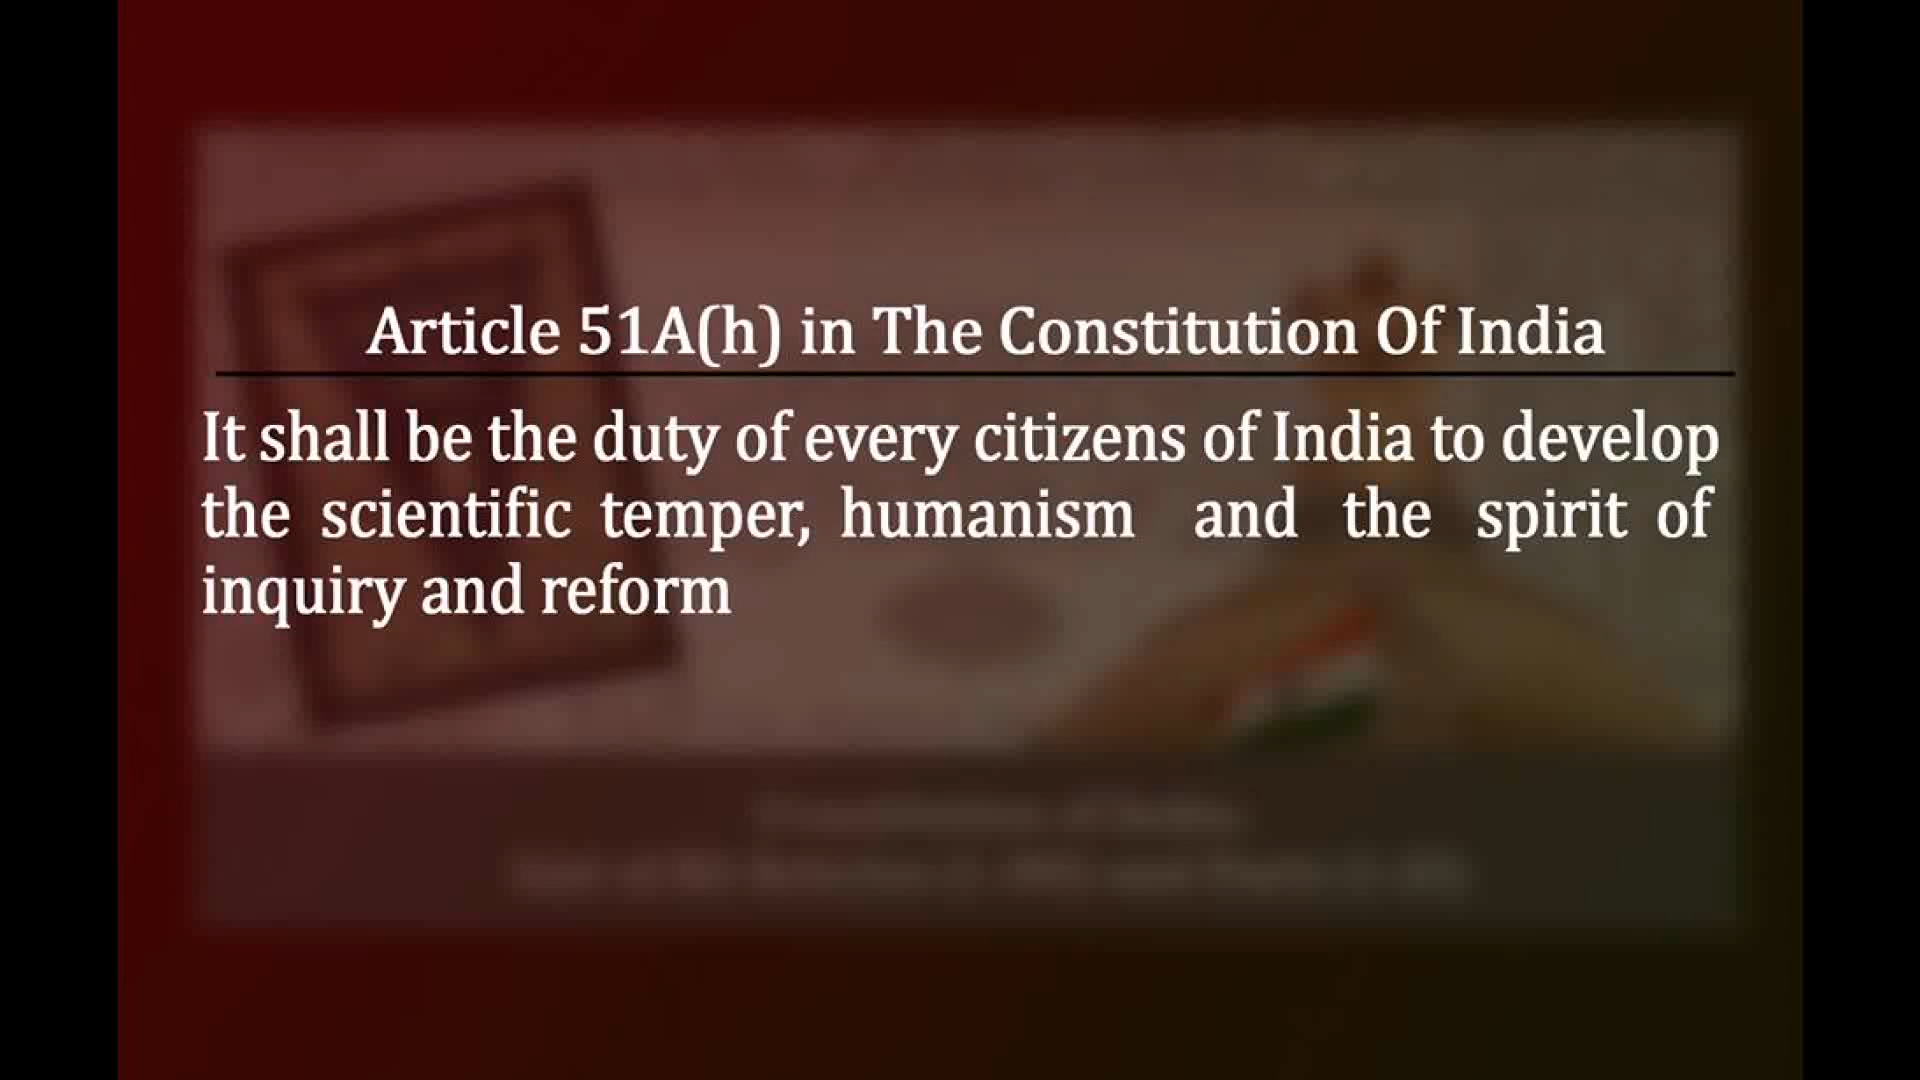 Article 51A(h) in The Constitution Of India
It shall be the duty of every citizens of India to develop
the scientific temper, humanism and the spirit of
inquiry and reform